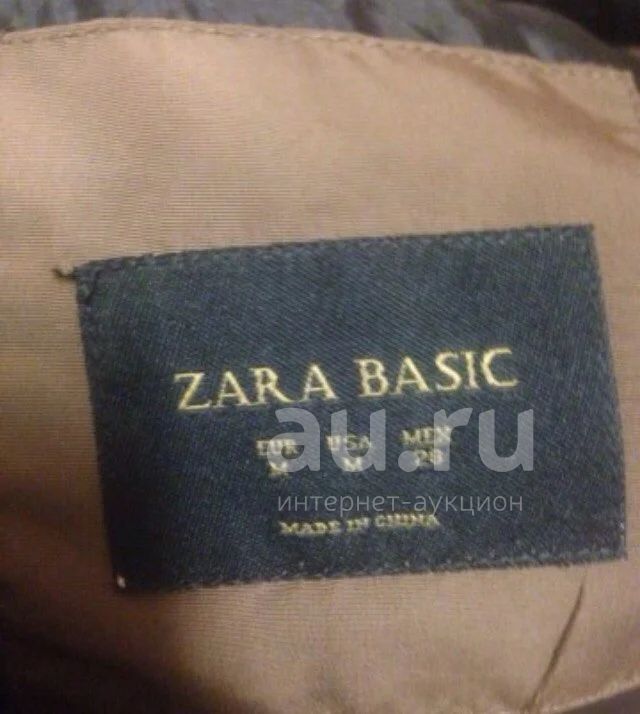 ZARA BASIC
EUR USA MEX
M M 28
au.ru
интернет-аукцион
MADE IN CHINA